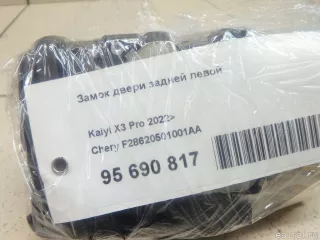 Замок двери задней левой
Kaiyi X3 Pro 2022>
Chery F28620501001AA
95 690 817